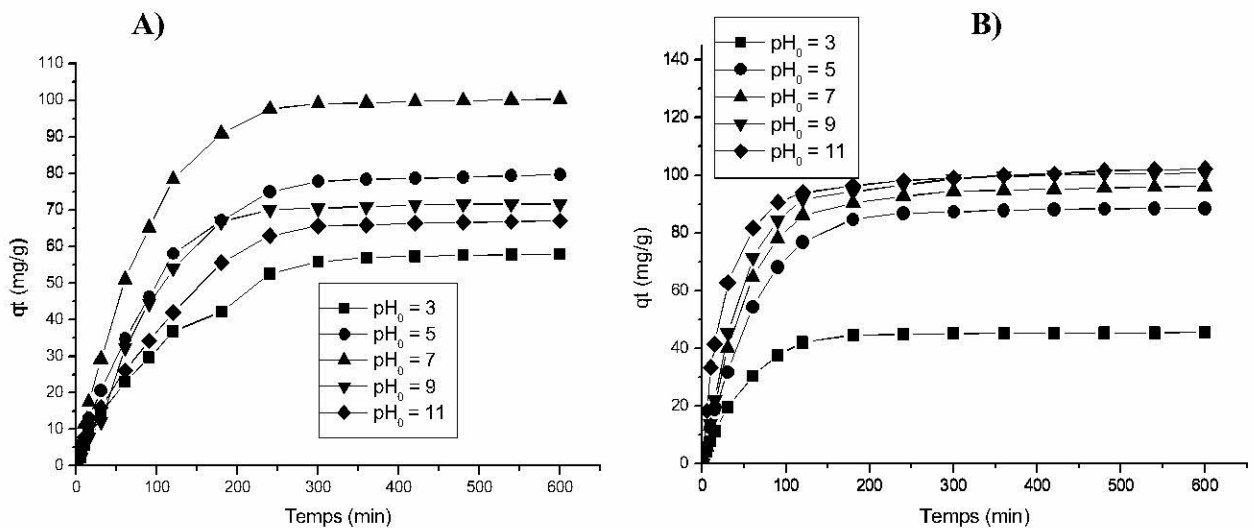 A)
110
100
90
80
70
60
50
40
30
20
10
0
qt (mg/g)
0 100 200 300 400 500 600
Temps (min)
pH₀ = 3
pH₀ = 5
pH₀ = 7
pH₀ = 9
pH₀ = 11
B)
140
120
100
80
60
40
20
0
qt (mg/g)
0 100 200 300 400 500 600
Temps (min)
pH₀ = 3
pH₀ = 5
pH₀ = 7
pH₀ = 9
pH₀ = 11